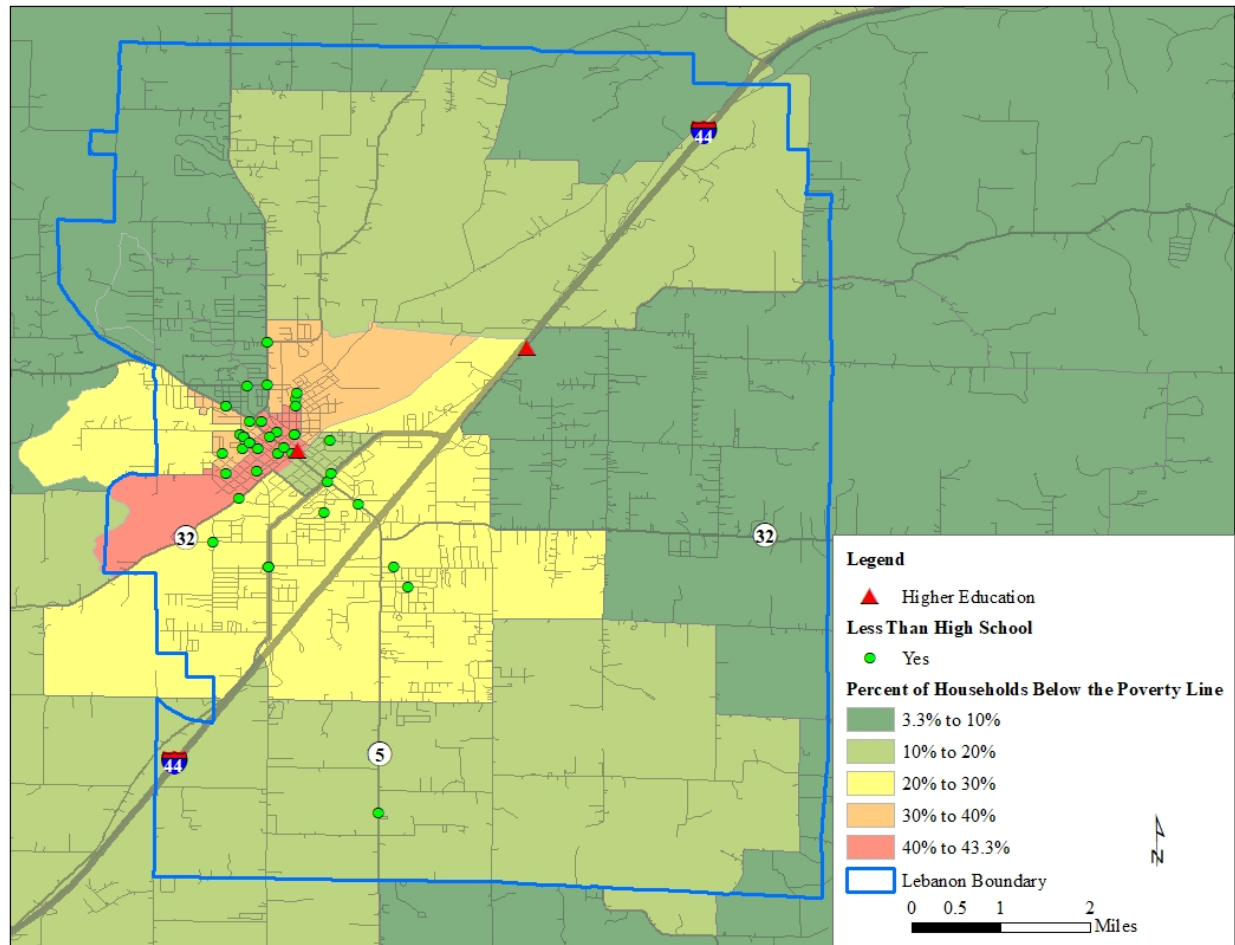 44
32
32
5
44
Legend
Higher Education
Less Than High School
Yes
Percent of Households Below the Poverty Line
3.3% to 10%
10% to 20%
20% to 30%
30% to 40%
40% to 43.3%
Lebanon Boundary
N
0 0.5 1 2
Miles